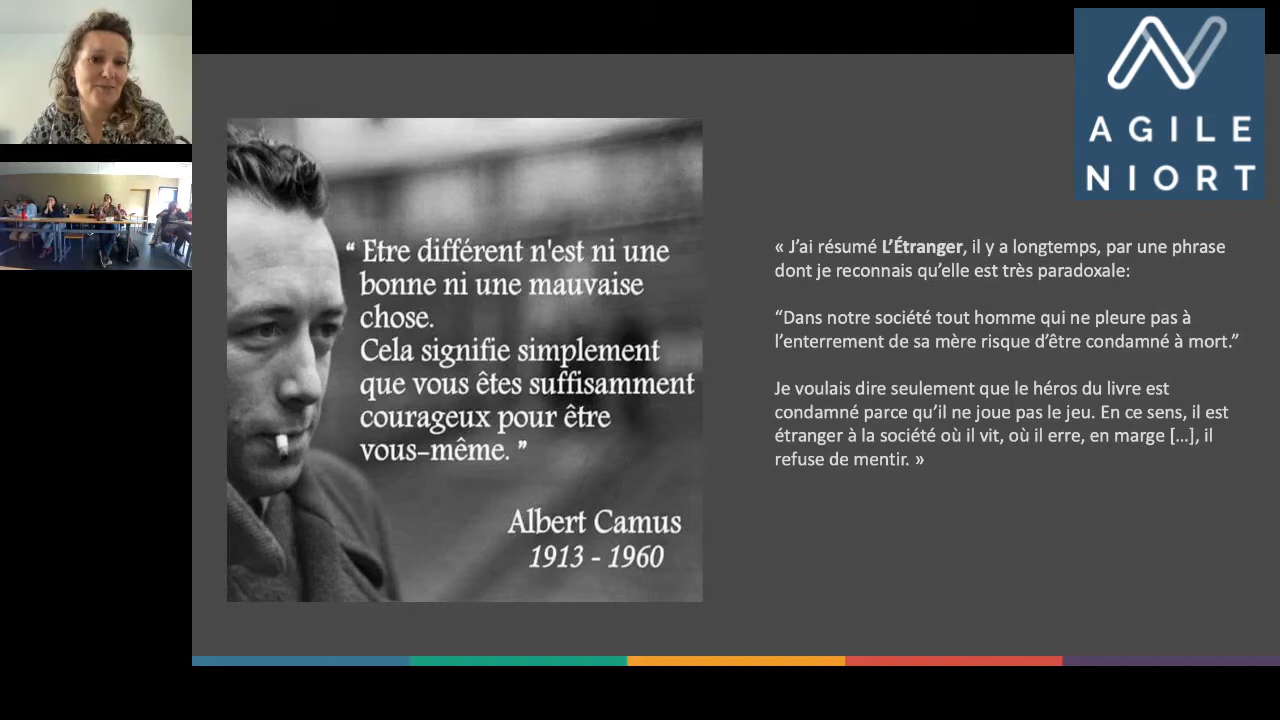 AGILE
NIORT
“ Etre différent n'est ni une
bonne ni une mauvaise
chose.
Cela signifie simplement
que vous êtes suffisamment
courageux pour être
vous-même. ”
Albert Camus
1913 - 1960
« J’ai résumé L’Étranger, il y a longtemps, par une phrase
dont je reconnais qu’elle est très paradoxale:
“Dans notre société tout homme qui ne pleure pas à
l’enterrement de sa mère risque d’être condamné à mort.”
Je voulais dire seulement que le héros du livre est
condamné parce qu’il ne joue pas le jeu. En ce sens, il est
étranger à la société où il vit, où il erre, en marge […], il
refuse de mentir. »